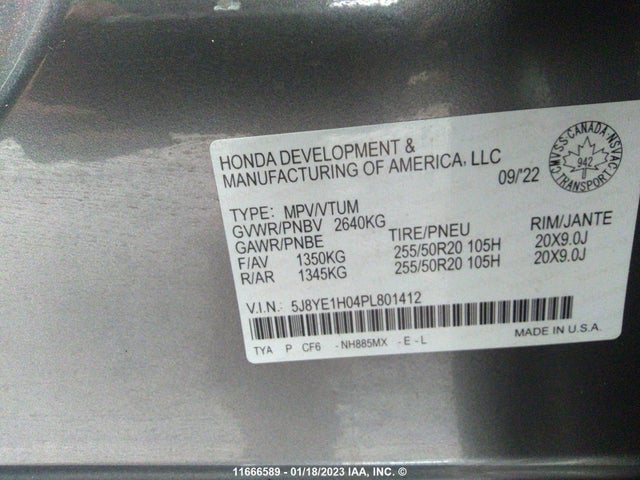 HONDA DEVELOPMENT &
MANUFACTURING OF AMERICA, LLC
09/'22
CMVSS-CANADA-NSVAC
942
TRANSPORT
TYPE: MPV/VTUM
GVWR/PNBV 2640KG
GAWR/PNBE TIRE/PNEU RIM/JANTE
F/AV 1350KG 255/50R20 105H 20X9.0J
R/AR 1345KG 255/50R20 105H 20X9.0J
V.I.N.: 5J8YE1H04PL801412
MADE IN U.S.A.
TYA P CF6 - NH885MX - E - L
11666589 - 01/18/2023 IAA, INC. ©